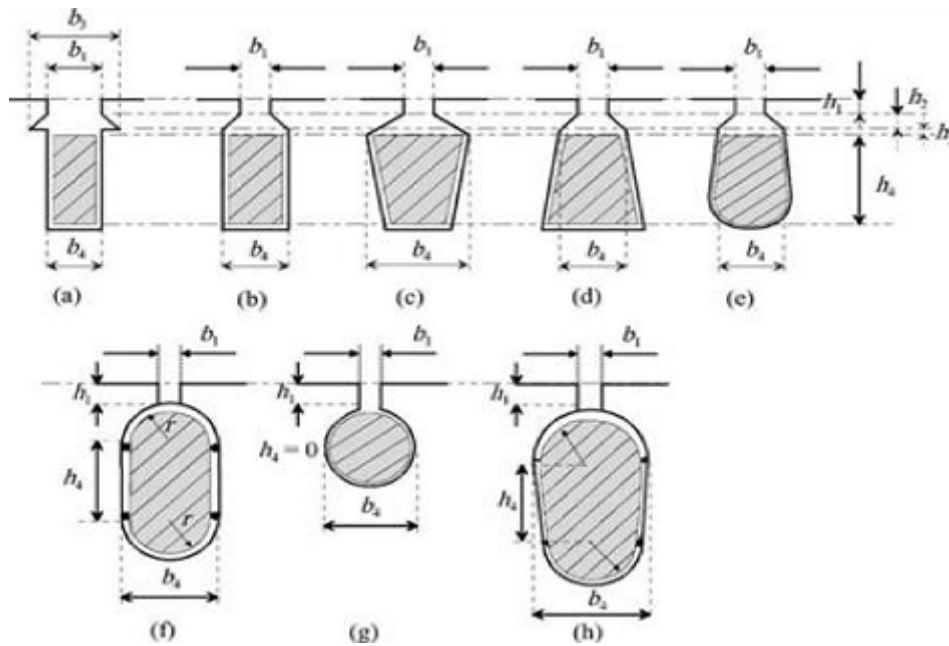 b₃
b₁ b₁ b₁ b₁ b₁
h₁ h₂
h
h₄
b₄ b₄ b₄ b₄ b₄
(a) (b) (c) (d) (e)
b₁ b₁ b₁
h₁ h₁ h₁
r
h₄ h₄ = 0 h₄
r
b₄ b₄ b₄
(f) (g) (h)